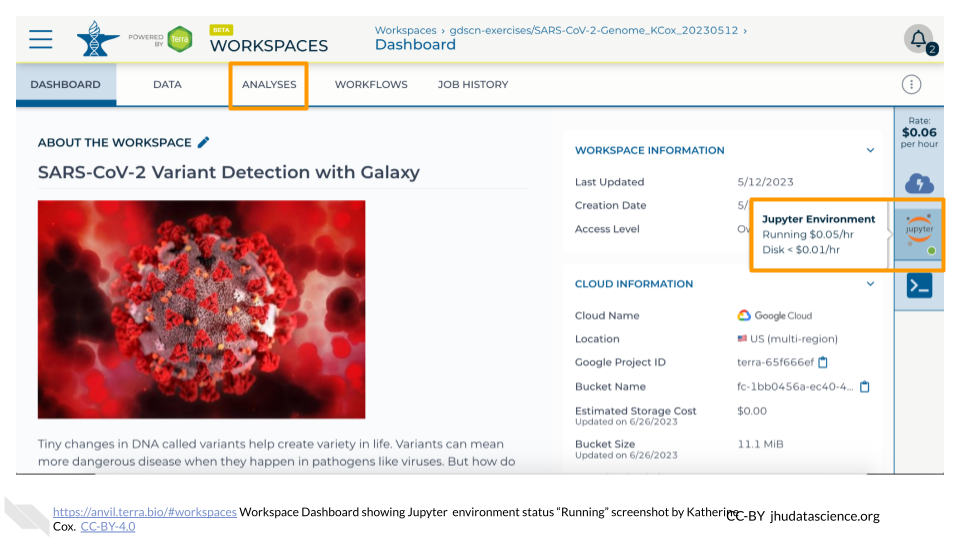 POWERED BY Terra
BETA
WORKSPACES
Workspaces › gdscn-exercises/SARS-CoV-2-Genome_KCox_20230512 ›
Dashboard
2
DASHBOARD DATA ANALYSES WORKFLOWS JOB HISTORY
Rate:
$0.06
per hour
ABOUT THE WORKSPACE
SARS-CoV-2 Variant Detection with Galaxy
Tiny changes in DNA called variants help create variety in life. Variants can mean
more dangerous disease when they happen in pathogens like viruses. But how do
WORKSPACE INFORMATION
Last Updated 5/12/2023
Creation Date 5/
Access Level Ow
Jupyter Environment
Running $0.05/hr
Disk < $0.01/hr
jupyter
CLOUD INFORMATION
Cloud Name Google Cloud
Location US (multi-region)
Google Project ID terra-65f666ef
Bucket Name fc-1bb0456a-ec40-4...
Estimated Storage Cost $0.00
Updated on 6/26/2023
Bucket Size 11.1 MiB
Updated on 6/26/2023
https://anvil.terra.bio/#workspaces Workspace Dashboard showing Jupyter environment status “Running” screenshot by Katherine
Cox. CC-BY-4.0
CC-BY jhudatascience.org